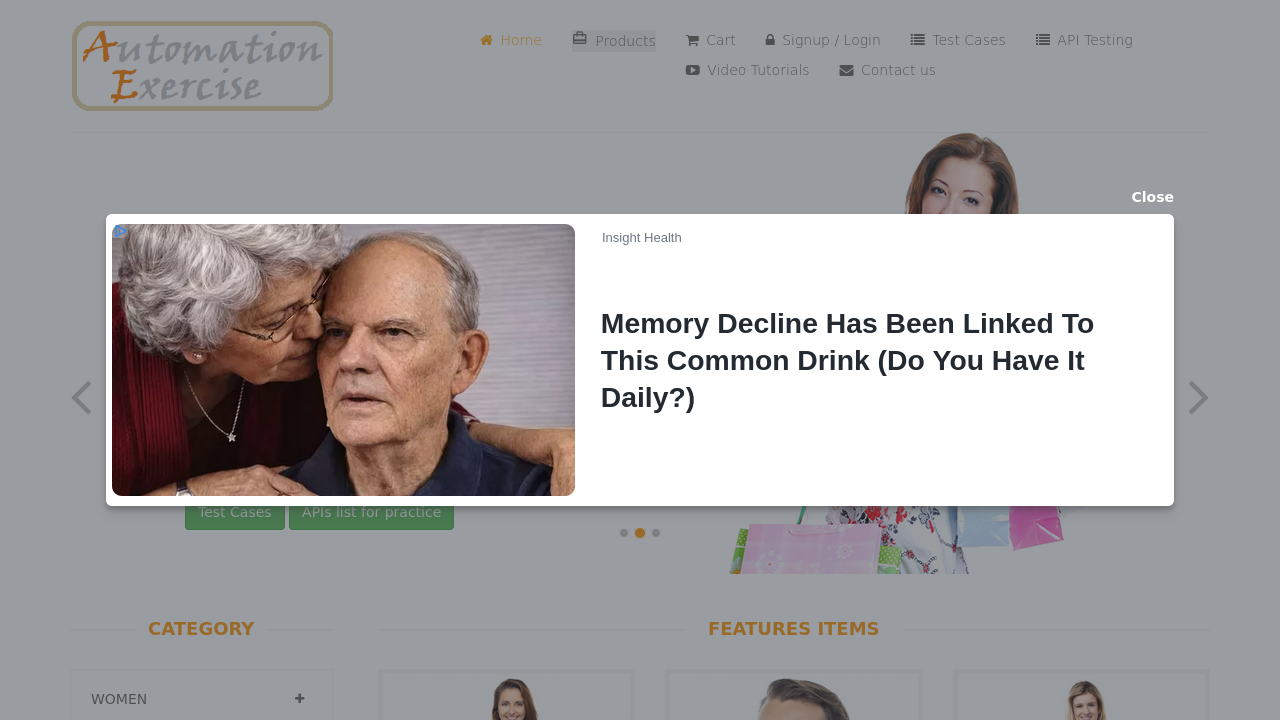 Automation
Exercise
Home
Products
Cart
Signup / Login
Test Cases
API Testing
Video Tutorials
Contact us
Close
Insight Health
Memory Decline Has Been Linked To
This Common Drink (Do You Have It
Daily?)
Test Cases
APIs list for practice
CATEGORY
FEATURES ITEMS
WOMEN